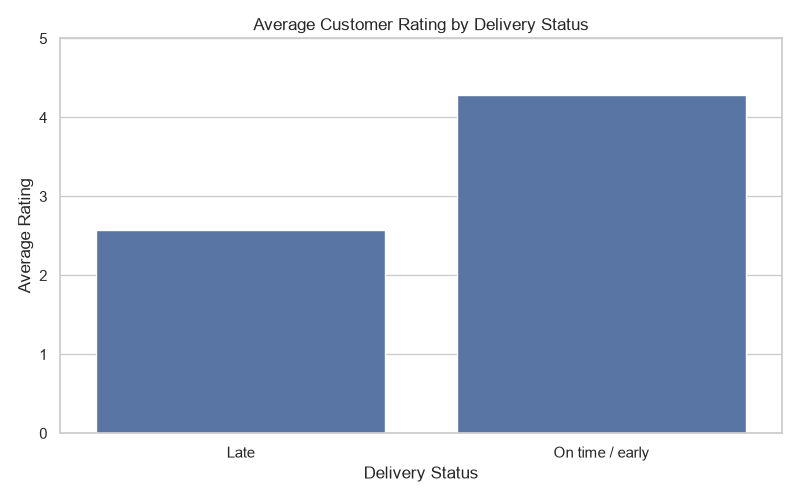 Average Customer Rating by Delivery Status
5
4
3
2
1
0
Average Rating
Late
On time / early
Delivery Status